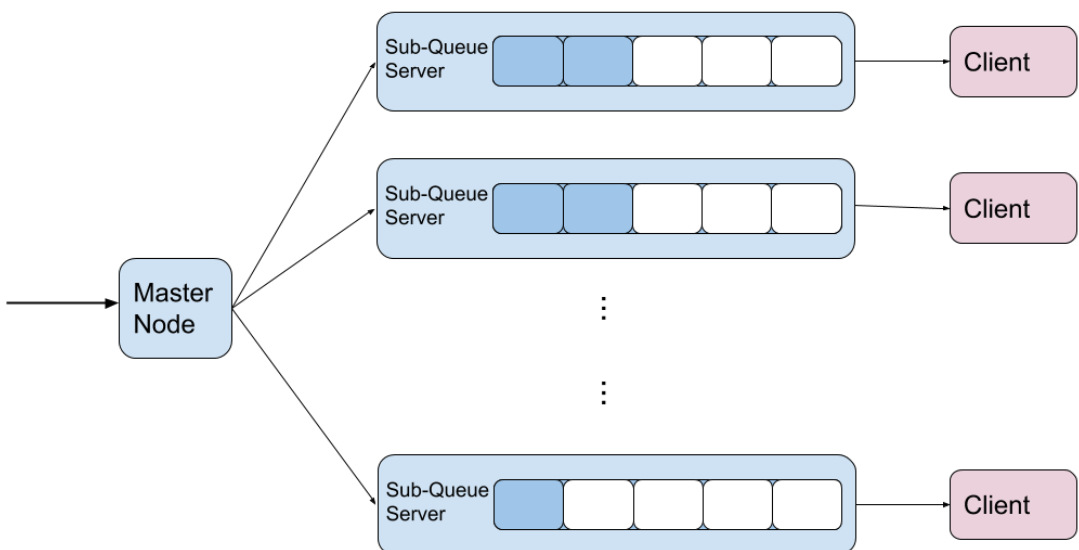 Sub-Queue
Server
Client
Sub-Queue
Server
Client
Master
Node
Sub-Queue
Server
Client